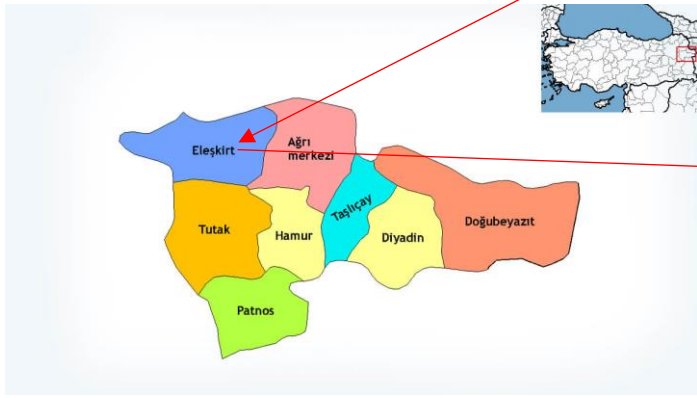 Eleşkirt
Ağrı
merkezi
Tutak
Hamur
Taşlıçay
Diyadin
Doğubeyazıt
Patnos